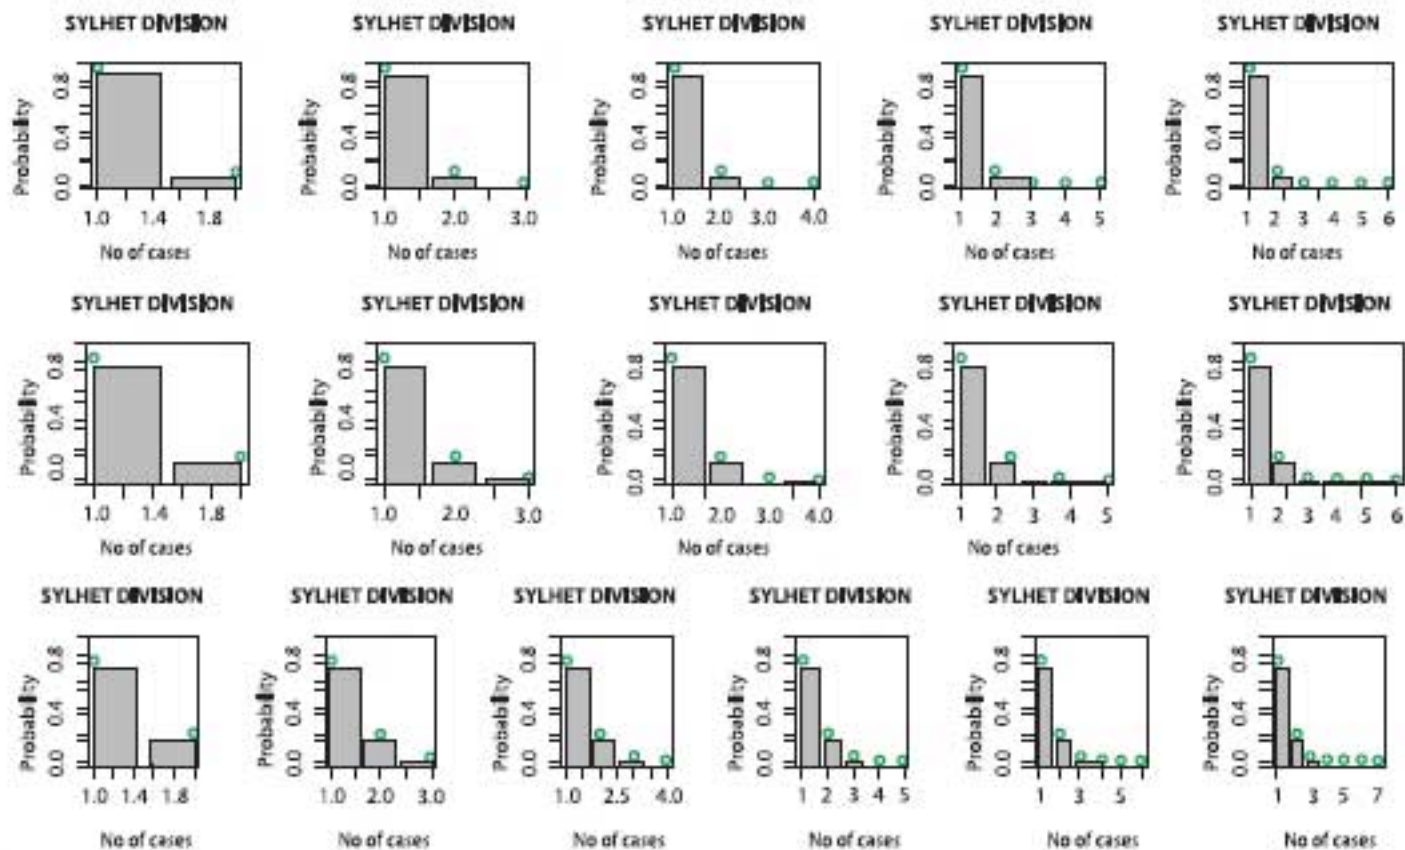 SYLHET DIVISION SYLHET DIVISION SYLHET DIVISION SYLHET DIVISION SYLHET DIVISION
Probability 0.0 0.4 0.8 Probability 0.0 0.4 0.8 Probability 0.0 0.4 0.8 Probability 0.0 0.4 0.8 Probability 0.0 0.4 0.8
1.0 1.4 1.8 1.0 2.0 3.0 1.0 2.0 3.0 4.0 1 2 3 4 5 1 2 3 4 5 6
No of cases No of cases No of cases No of cases No of cases
SYLHET DIVISION SYLHET DIVISION SYLHET DIVISION SYLHET DIVISION SYLHET DIVISION
Probability 0.0 0.4 0.8 Probability 0.0 0.4 0.8 Probability 0.0 0.4 0.8 Probability 0.0 0.4 0.8 Probability 0.0 0.4 0.8
1.0 1.4 1.8 1.0 2.0 3.0 1.0 2.0 3.0 4.0 1 2 3 4 5 1 2 3 4 5 6
No of cases No of cases No of cases No of cases No of cases
SYLHET DIVISION SYLHET DIVISION SYLHET DIVISION SYLHET DIVISION SYLHET DIVISION SYLHET DIVISION
Probability 0.0 0.4 0.8 Probability 0.0 0.4 0.8 Probability 0.0 0.4 0.8 Probability 0.0 0.4 0.8 Probability 0.0 0.4 0.8 Probability 0.0 0.4 0.8
1.0 1.4 1.8 1.0 2.0 3.0 1.0 2.5 4.0 1 2 3 4 5 1 3 5 1 3 5 7
No of cases No of cases No of cases No of cases No of cases No of cases